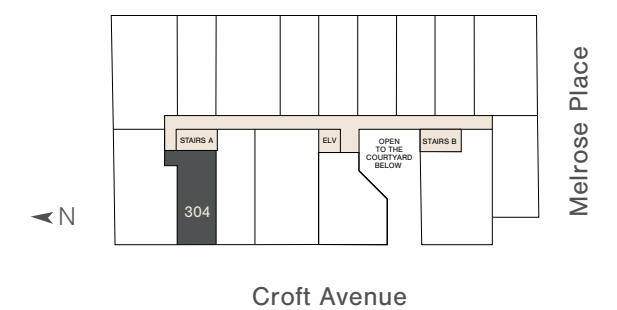 STAIRS A
ELV
OPEN
TO THE
COURTYARD
BELOW
STAIRS B
304
N
Melrose Place
Croft Avenue